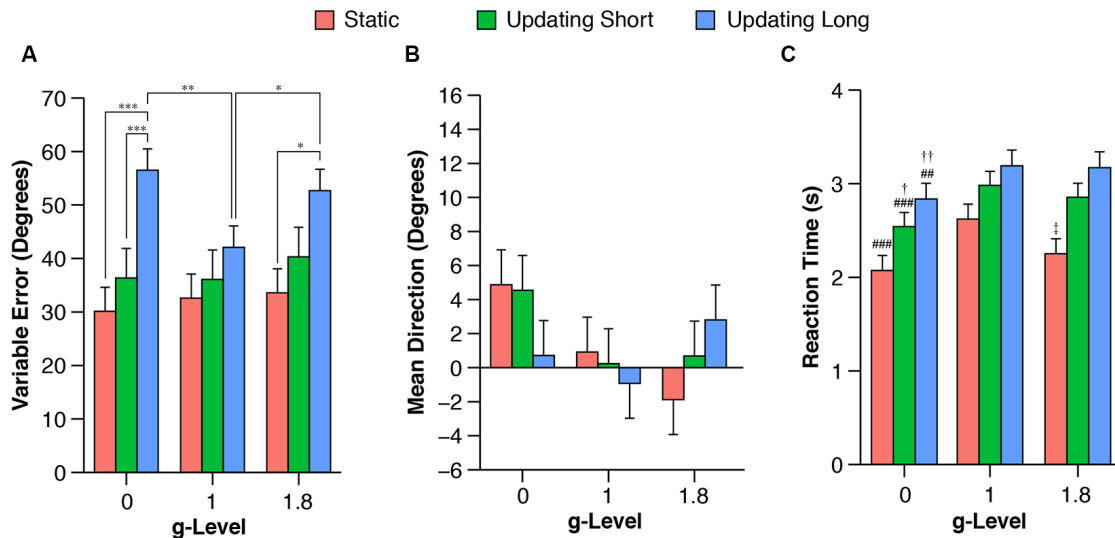 Static Updating Short Updating Long
A
Variable Error (Degrees)
70
60
50
40
30
20
10
0
***
***
**
*
*
0 1 1.8
g-Level
B
Mean Direction (Degrees)
16
14
12
10
8
6
4
2
0
−2
−4
−6
0 1 1.8
g-Level
C
Reaction Time (s)
4
3
2
1
0
###
†
###
††
##
‡
0 1 1.8
g-Level